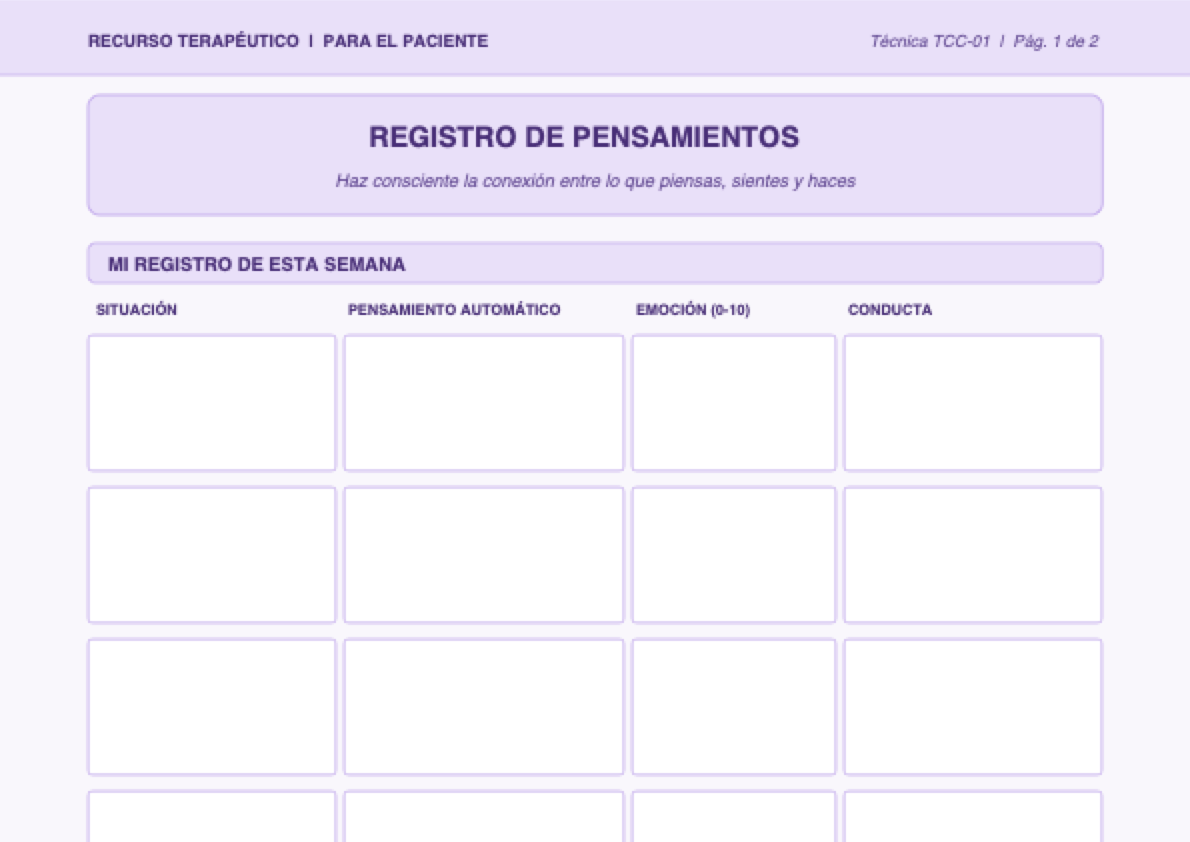 RECURSO TERAPÉUTICO | PARA EL PACIENTE
Técnica TCC-01 | Pág. 1 de 2
REGISTRO DE PENSAMIENTOS
Haz consciente la conexión entre lo que piensas, sientes y haces
MI REGISTRO DE ESTA SEMANA
SITUACIÓN PENSAMIENTO AUTOMÁTICO EMOCIÓN (0-10) CONDUCTA